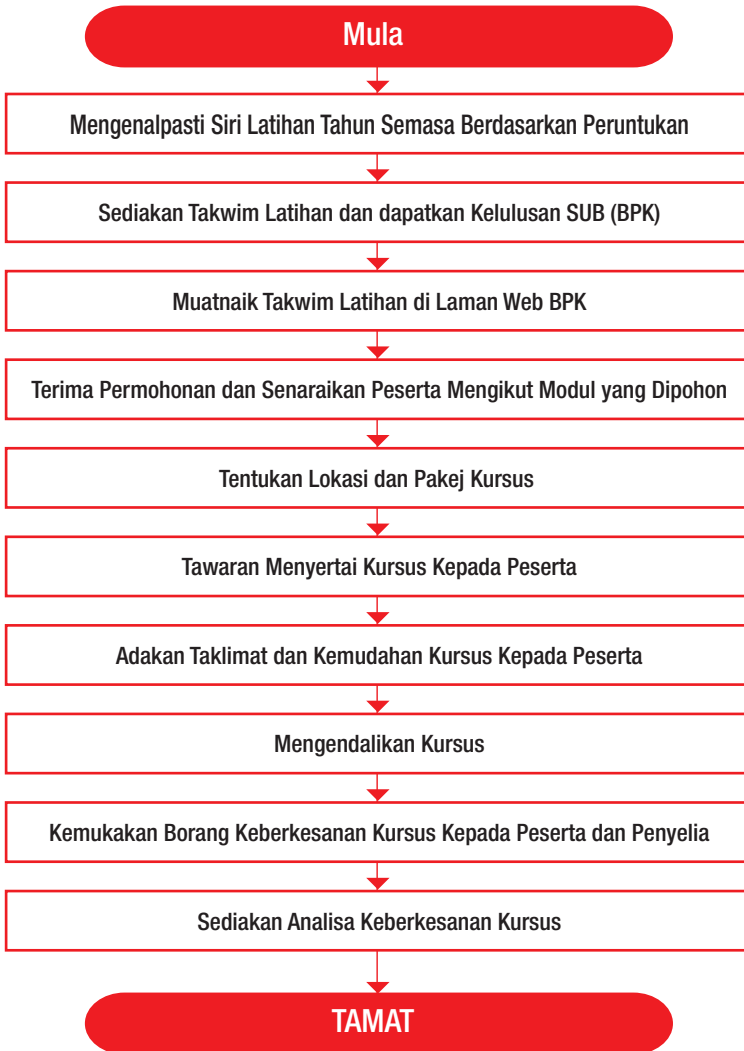 Mula
Mengenalpasti Siri Latihan Tahun Semasa Berdasarkan Peruntukan
Sediakan Takwim Latihan dan dapatkan Kelulusan SUB (BPK)
Muatnaik Takwim Latihan di Laman Web BPK
Terima Permohonan dan Senaraikan Peserta Mengikut Modul yang Dipohon
Tentukan Lokasi dan Pakej Kursus
Tawaran Menyertai Kursus Kepada Peserta
Adakan Taklimat dan Kemudahan Kursus Kepada Peserta
Mengendalikan Kursus
Kemukakan Borang Keberkesanan Kursus Kepada Peserta dan Penyelia
Sediakan Analisa Keberkesanan Kursus
TAMAT